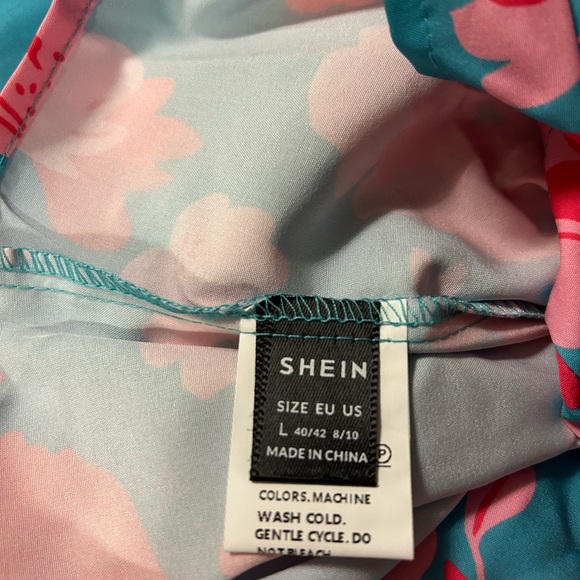 SHEIN
SIZE EU US
L 40/42 8/10
MADE IN CHINA
P
COLORS. MACHINE
WASH COLD.
GENTLE CYCLE. DO
NOT BLEACH